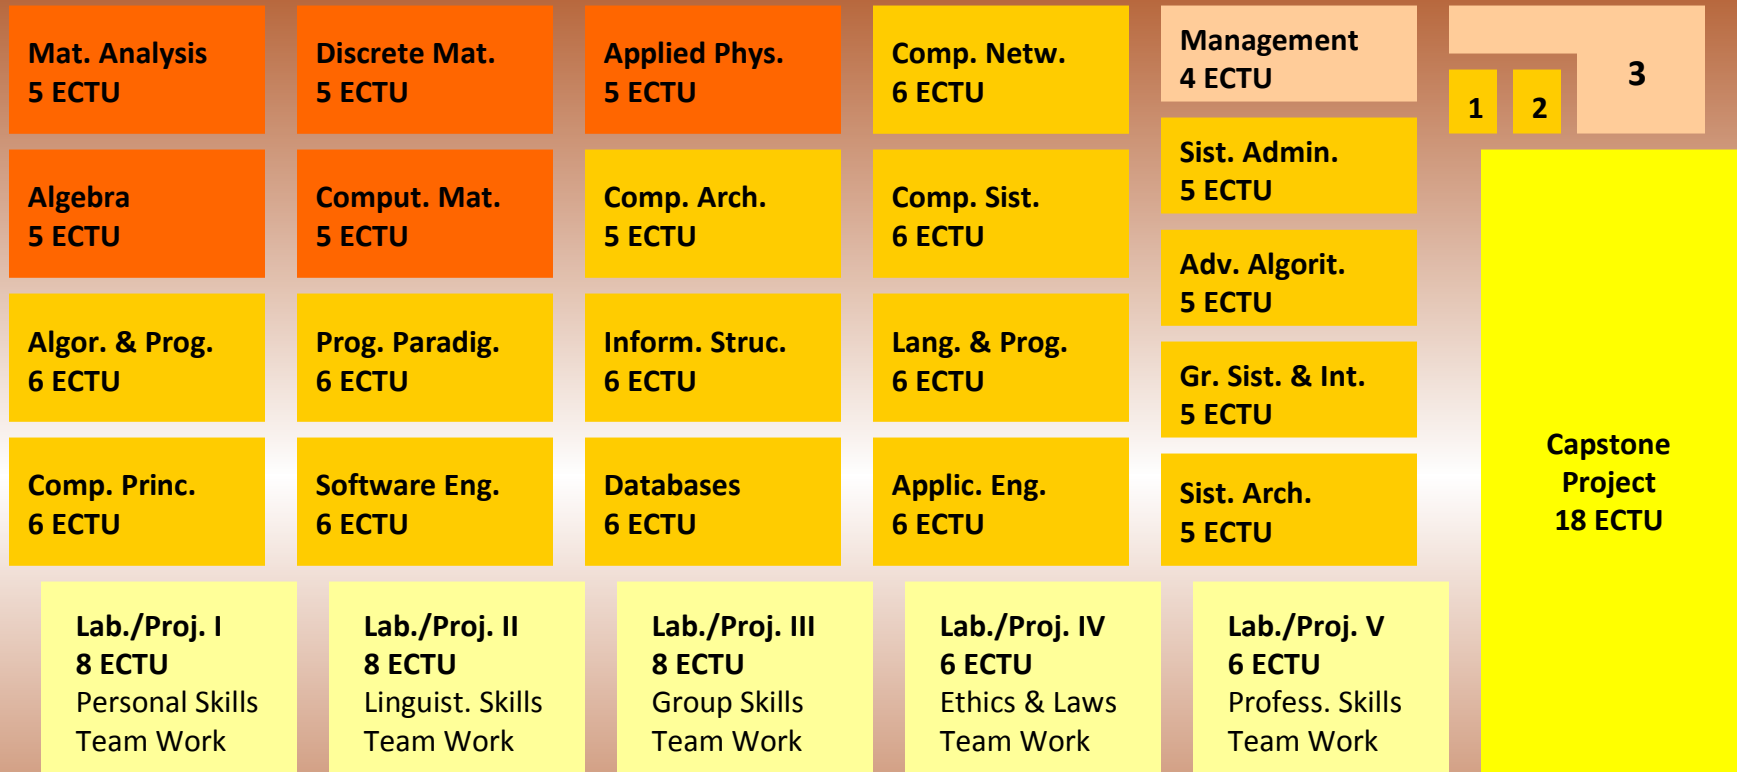 Mat. Analysis
5 ECTU
Discrete Mat.
5 ECTU
Applied Phys.
5 ECTU
Comp. Netw.
6 ECTU
Management
4 ECTU
1
2
3
Algebra
5 ECTU
Comput. Mat.
5 ECTU
Comp. Arch.
5 ECTU
Comp. Sist.
6 ECTU
Sist. Admin.
5 ECTU
Adv. Algorit.
5 ECTU
Algor. & Prog.
6 ECTU
Prog. Paradig.
6 ECTU
Inform. Struc.
6 ECTU
Lang. & Prog.
6 ECTU
Gr. Sist. & Int.
5 ECTU
Comp. Princ.
6 ECTU
Software Eng.
6 ECTU
Databases
6 ECTU
Applic. Eng.
6 ECTU
Sist. Arch.
5 ECTU
Capstone
Project
18 ECTU
Lab./Proj. I
8 ECTU
Personal Skills
Team Work
Lab./Proj. II
8 ECTU
Linguist. Skills
Team Work
Lab./Proj. III
8 ECTU
Group Skills
Team Work
Lab./Proj. IV
6 ECTU
Ethics & Laws
Team Work
Lab./Proj. V
6 ECTU
Profess. Skills
Team Work